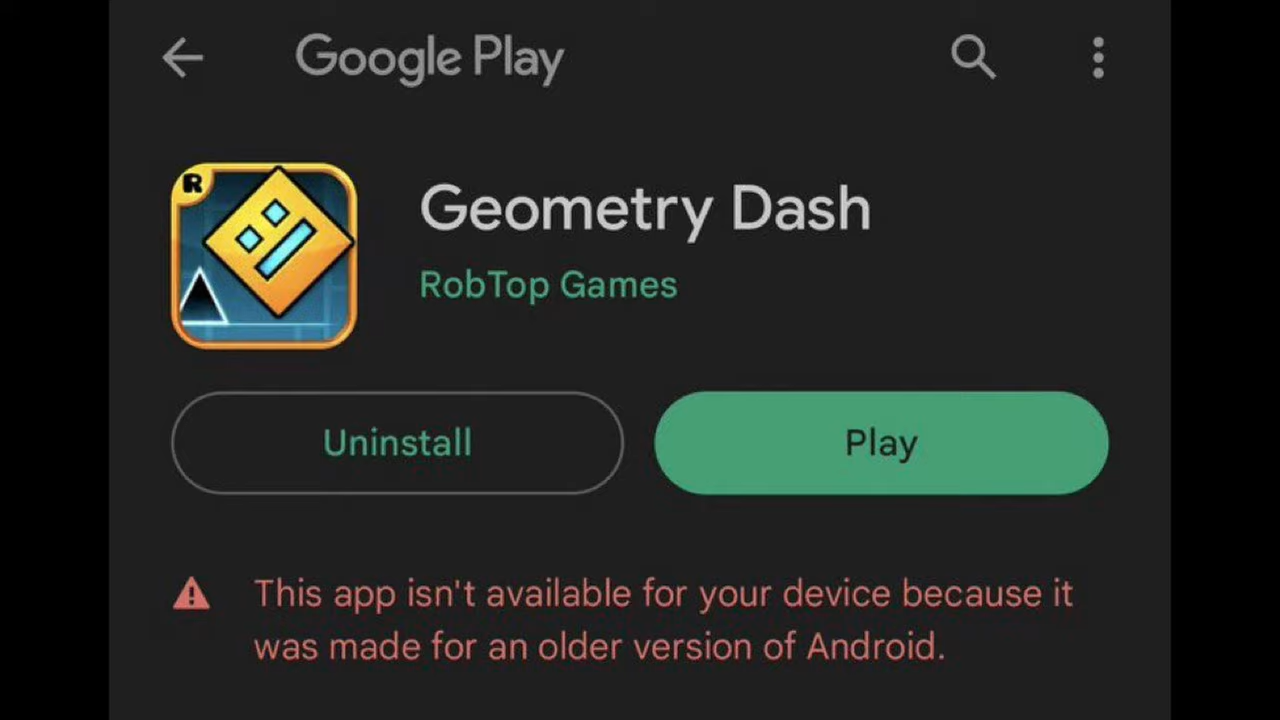 Google Play
R
Geometry Dash
RobTop Games
Uninstall
Play
This app isn't available for your device because it
was made for an older version of Android.